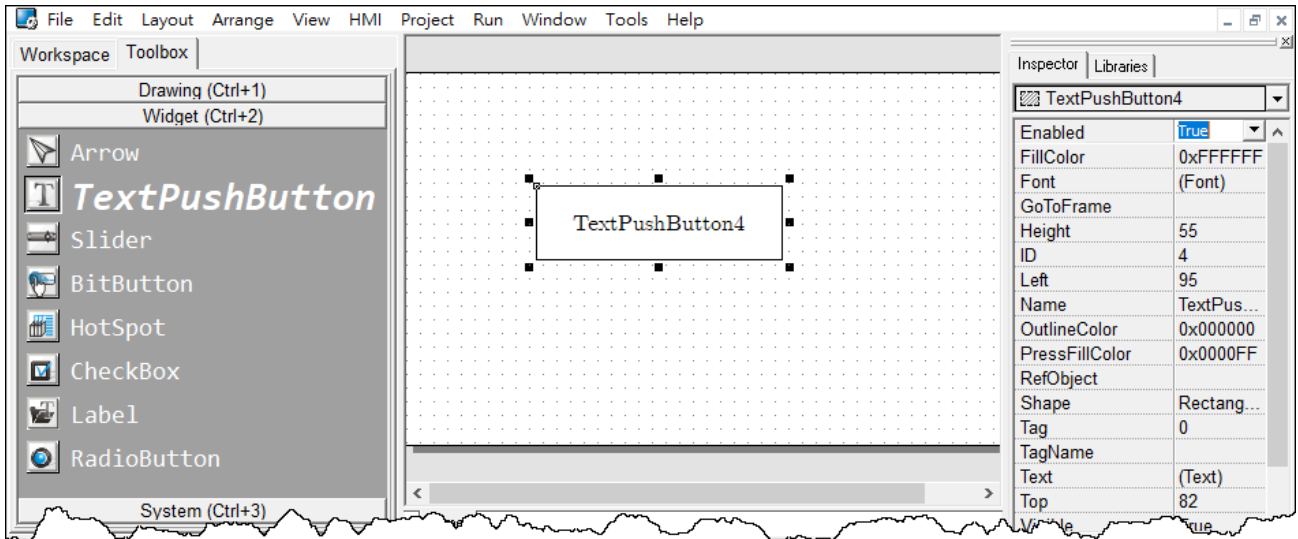 File Edit Layout Arrange View HMI Project Run Window Tools Help
Workspace Toolbox
Drawing (Ctrl+1)
Widget (Ctrl+2)
Arrow
T TextPushButton
Slider
BitButton
HotSpot
CheckBox
Label
RadioButton
System (Ctrl+3)
TextPushButton4
Inspector Libraries
TextPushButton4
Enabled True
FillColor 0xFFFFFF
Font (Font)
GoToFrame
Height 55
ID 4
Left 95
Name TextPus...
OutlineColor 0x000000
PressFillColor 0x0000FF
RefObject
Shape Rectang...
Tag 0
TagName
Text (Text)
Top 82
Visible True